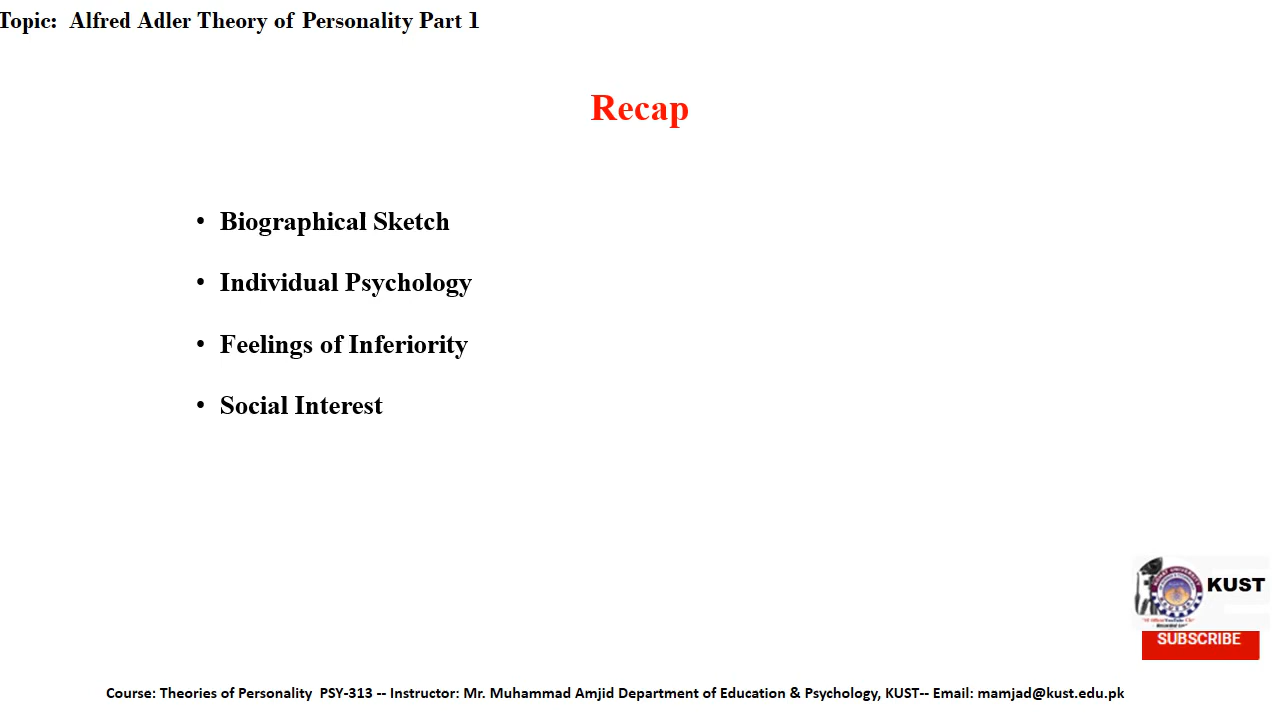 Topic: Alfred Adler Theory of Personality Part 1
Recap
• Biographical Sketch
• Individual Psychology
• Feelings of Inferiority
• Social Interest
KUST
SUBSCRIBE
Course: Theories of Personality PSY-313 -- Instructor: Mr. Muhammad Amjid Department of Education & Psychology, KUST-- Email: mamjad@kust.edu.pk